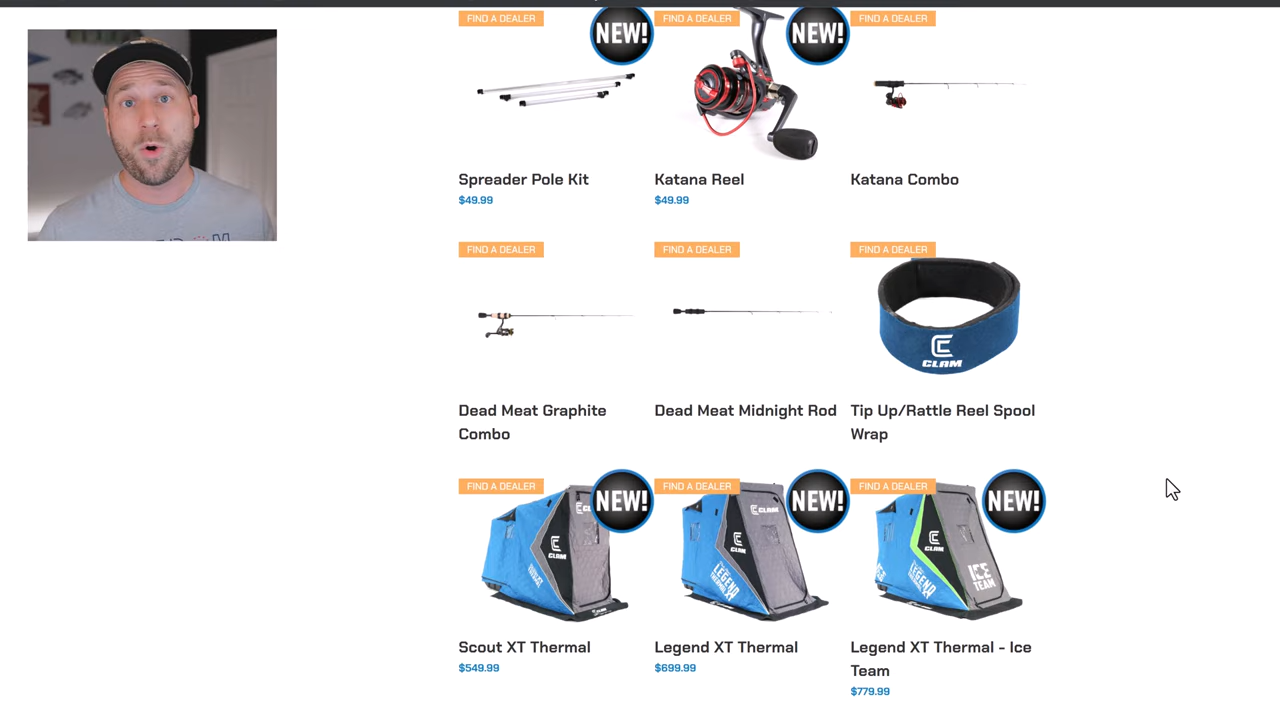 FIND A DEALER
NEW!
FIND A DEALER
NEW!
FIND A DEALER
Spreader Pole Kit
$49.99
Katana Reel
$49.99
Katana Combo
FIND A DEALER
FIND A DEALER
FIND A DEALER
CLAM
Dead Meat Graphite
Combo
Dead Meat Midnight Rod
Tip Up/Rattle Reel Spool
Wrap
FIND A DEALER
NEW!
FIND A DEALER
NEW!
FIND A DEALER
NEW!
CLAM
CLAM
CLAM
CLAM
LEGEND
CLAM
LEGEND
ICE
TEAM
Scout XT Thermal
$549.99
Legend XT Thermal
$699.99
Legend XT Thermal - Ice
Team
$779.99